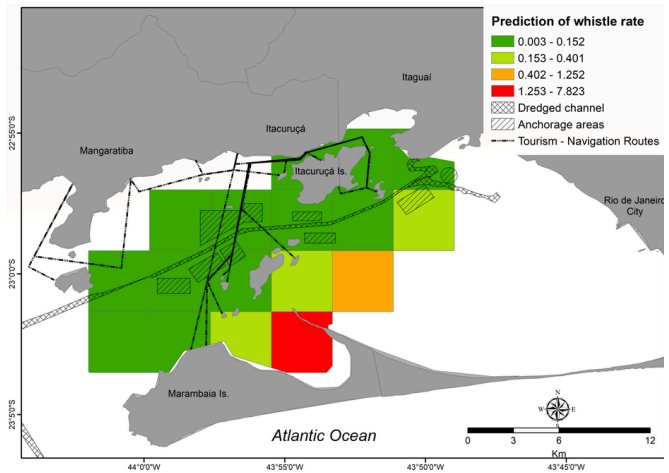 Prediction of whistle rate
0.003 - 0.152
0.153 - 0.401
0.402 - 1.252
1.253 - 7.823
Dredged channel
Anchorage areas
Tourism - Navigation Routes
Itaguaí
22°55'0"S
Itacuruçá
Mangaratiba
Itacuruçá Is.
Rio de Janeiro
City
23°0'0"S
Marambaia Is.
23°5'0"S
Atlantic Ocean
N
W E
S
0 3 6 9 12
Km
44°0'0"W 43°55'0"W 43°50'0"W 43°45'0"W